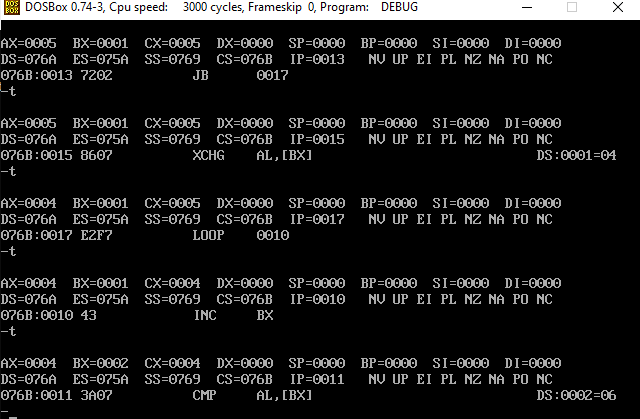 DOSBox 0.74-3, Cpu speed: 3000 cycles, Frameskip 0, Program: DEBUG
AX=0005 BX=0001 CX=0005 DX=0000 SP=0000 BP=0000 SI=0000 DI=0000
DS=076A ES=075A SS=0769 CS=076B IP=0013 NV UP EI PL NZ NA PO NC
076B:0013 7202 JB 0017
-t
AX=0005 BX=0001 CX=0005 DX=0000 SP=0000 BP=0000 SI=0000 DI=0000
DS=076A ES=075A SS=0769 CS=076B IP=0015 NV UP EI PL NZ NA PO NC
076B:0015 8607 XCHG AL,[BX] DS:0001=04
-t
AX=0004 BX=0001 CX=0005 DX=0000 SP=0000 BP=0000 SI=0000 DI=0000
DS=076A ES=075A SS=0769 CS=076B IP=0017 NV UP EI PL NZ NA PO NC
076B:0017 E2F7 LOOP 0010
-t
AX=0004 BX=0001 CX=0004 DX=0000 SP=0000 BP=0000 SI=0000 DI=0000
DS=076A ES=075A SS=0769 CS=076B IP=0010 NV UP EI PL NZ NA PO NC
076B:0010 43 INC BX
-t
AX=0004 BX=0002 CX=0004 DX=0000 SP=0000 BP=0000 SI=0000 DI=0000
DS=076A ES=075A SS=0769 CS=076B IP=0011 NV UP EI PL NZ NA PO NC
076B:0011 3A07 CMP AL,[BX] DS:0002=06
-_